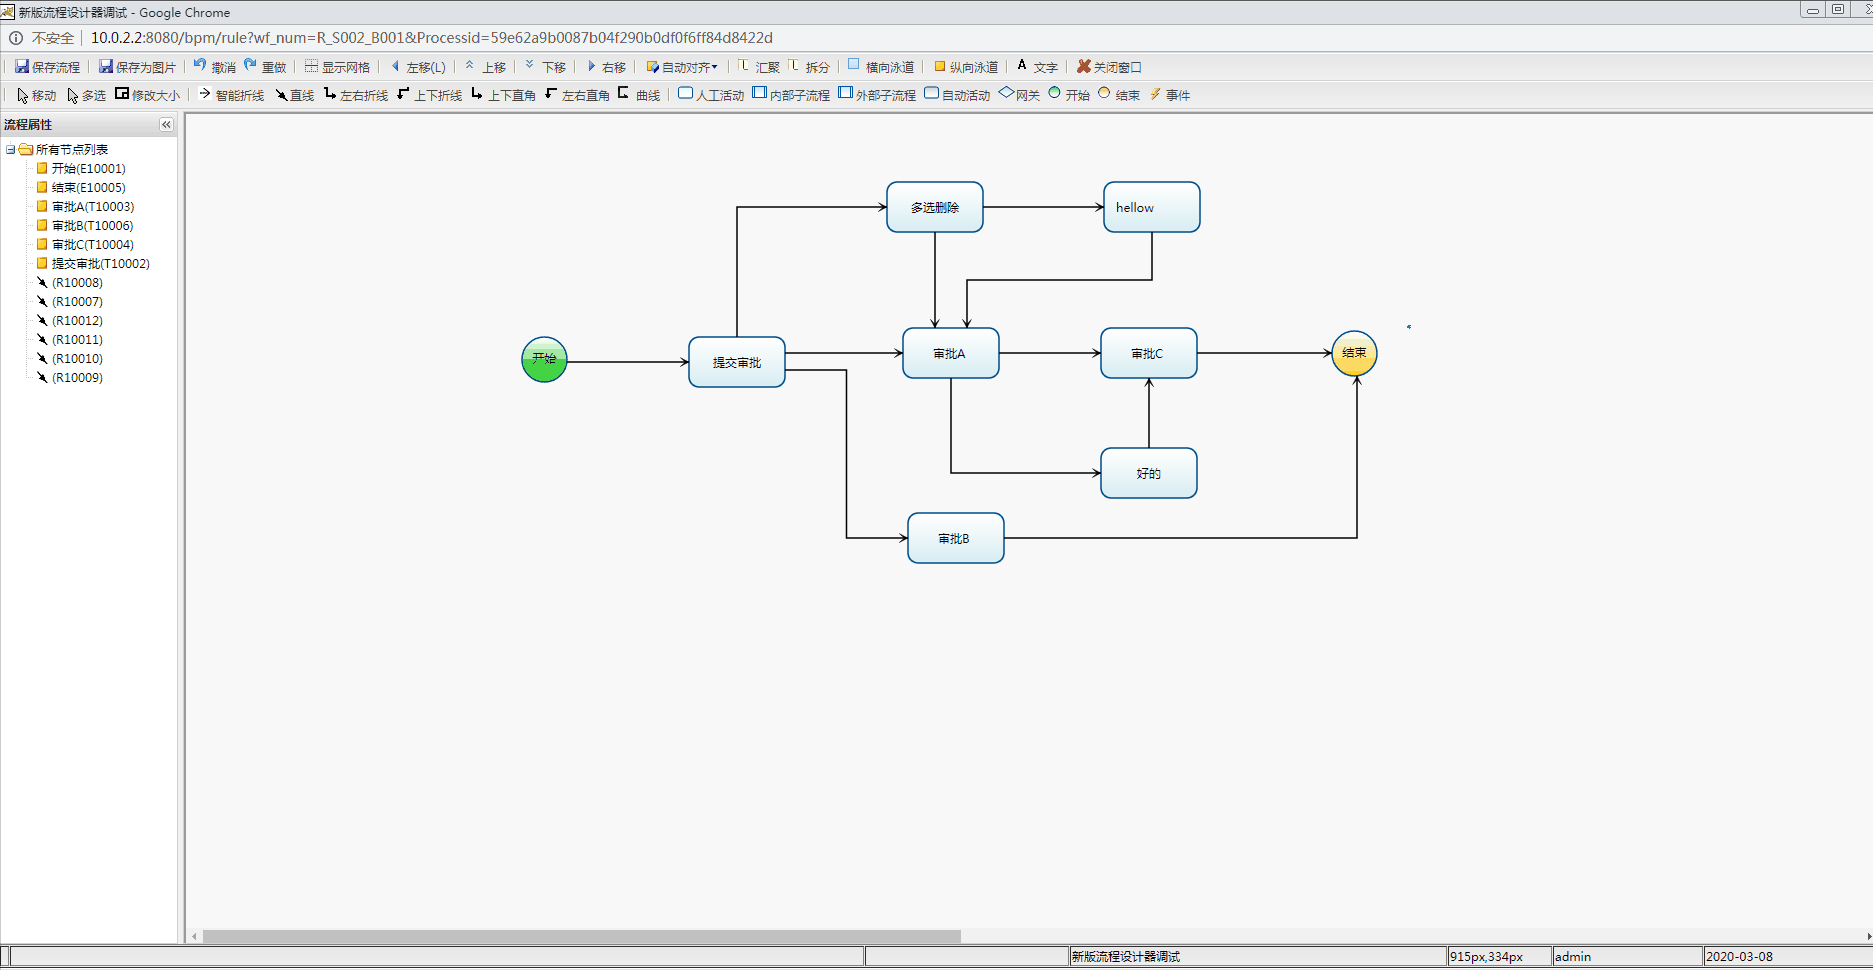 新版流程设计器调试 - Google Chrome
不安全 10.0.2.2:8080/bpm/rule?wf_num=R_S002_B001&Processid=59e62a9b0087b04f290b0df0f6ff84d8422d
保存流程 保存为图片 撤消 重做 显示网格 左移(L) 上移 下移 右移 自动对齐 汇聚 拆分 横向泳道 纵向泳道 A 文字 关闭窗口
移动 多选 修改大小 智能折线 直线 左右折线 上下折线 上下直角 左右直角 曲线 人工活动 内部子流程 外部子流程 自动活动 网关 开始 结束 事件
流程属性
所有节点列表
开始(E10001)
结束(E10005)
审批A(T10003)
审批B(T10006)
审批C(T10004)
提交审批(T10002)
(R10008)
(R10007)
(R10012)
(R10011)
(R10010)
(R10009)
多选删除 hellow
开始 提交审批 审批A 审批C 结束
好的
审批B
新版流程设计器调试 915px,334px admin 2020-03-08